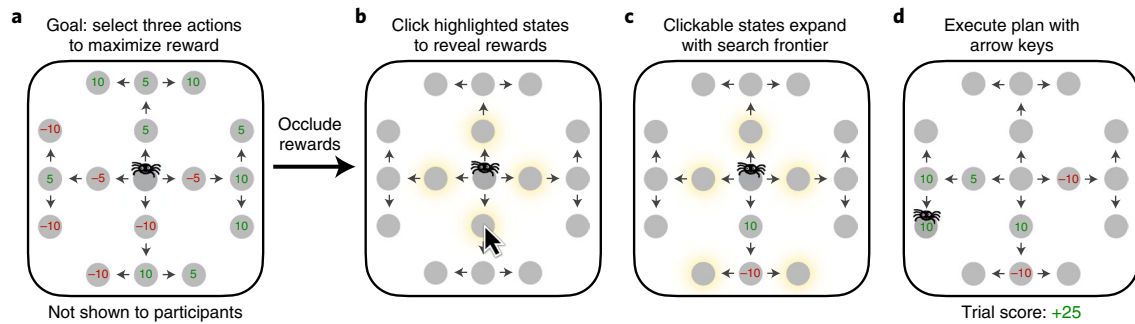 a
Goal: select three actions
to maximize reward
10 5 10
−10 5 5
5 −5 −5 10
−10 −10 10
−10 10 5
Not shown to participants
Occlude
rewards
b
Click highlighted states
to reveal rewards
c
Clickable states expand
with search frontier
10
−10
d
Execute plan with
arrow keys
10 5 −10
10 10
−10
Trial score: +25